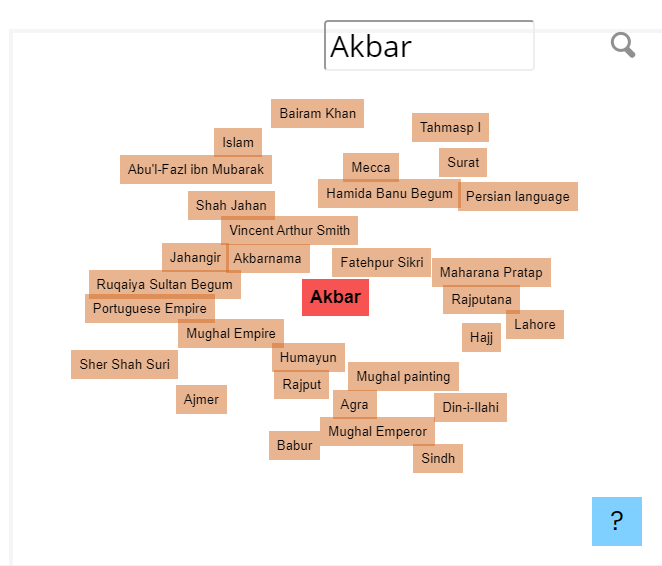 Akbar
Bairam Khan
Tahmasp I
Islam
Abu'l-Fazl ibn Mubarak
Mecca
Surat
Hamida Banu Begum
Persian language
Shah Jahan
Vincent Arthur Smith
Jahangir
Akbarnama
Fatehpur Sikri
Maharana Pratap
Ruqaiya Sultan Begum
Akbar
Rajputana
Portuguese Empire
Lahore
Mughal Empire
Hajj
Sher Shah Suri
Humayun
Rajput
Mughal painting
Ajmer
Agra
Din-i-Ilahi
Mughal Emperor
Babur
Sindh
?